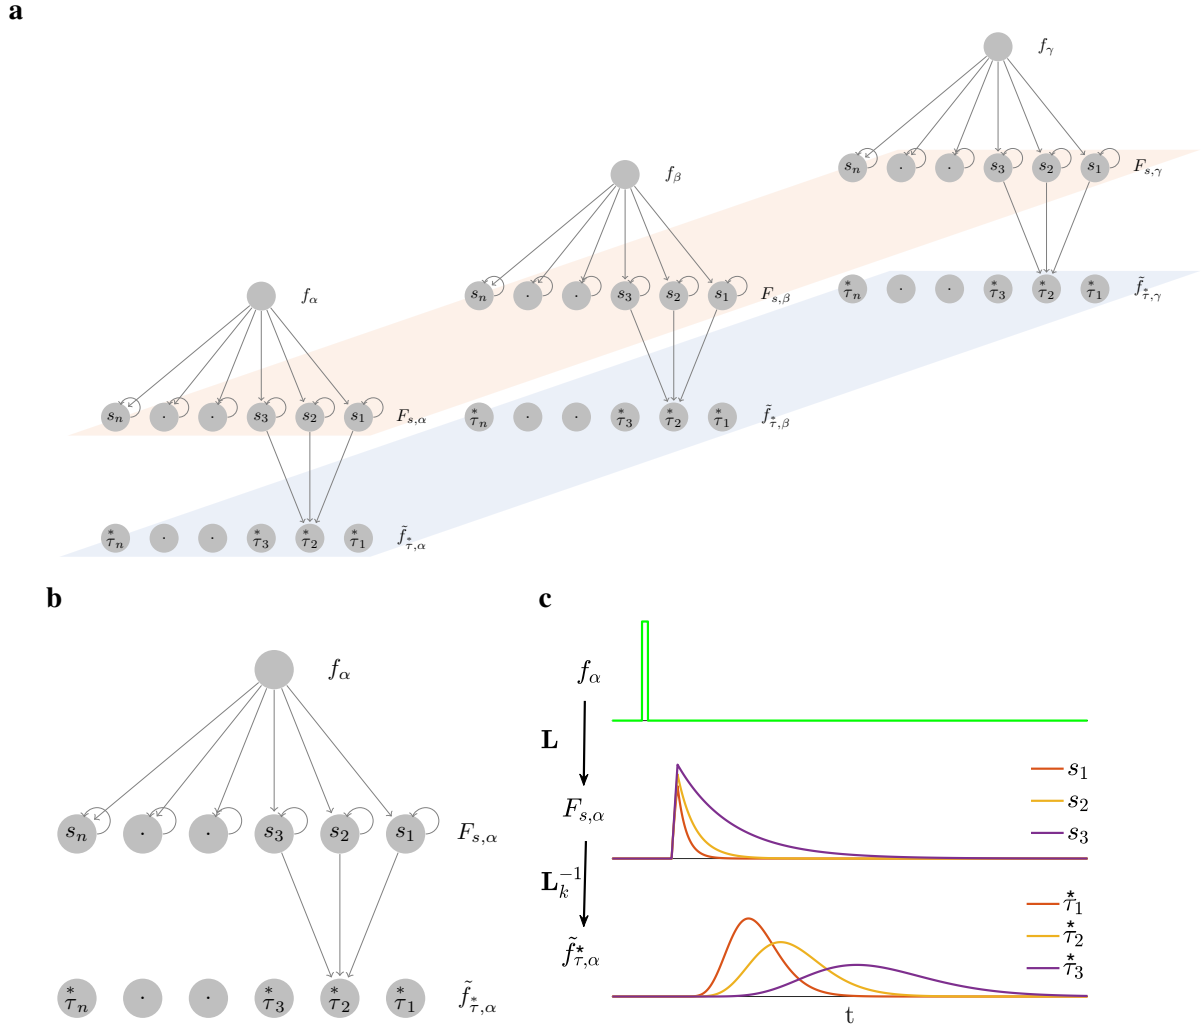 a
f_γ
s_n · · s_3 s_2 s_1 F_{s,γ}
f_β
τ*_n · · τ*_3 τ*_2 τ*_1 f̃_{τ*,γ}
s_n · · s_3 s_2 s_1 F_{s,β}
f_α
τ*_n · · τ*_3 τ*_2 τ*_1 f̃_{τ*,β}
s_n · · s_3 s_2 s_1 F_{s,α}
τ*_n · · τ*_3 τ*_2 τ*_1 f̃_{τ*,α}
b
f_α
s_n · · s_3 s_2 s_1 F_{s,α}
τ*_n · · τ*_3 τ*_2 τ*_1 f̃_{τ*,α}
c
f_α
L
F_{s,α}
s_1
s_2
s_3
L_k^{-1}
f̃_{τ*,α}
τ*_1
τ*_2
τ*_3
t